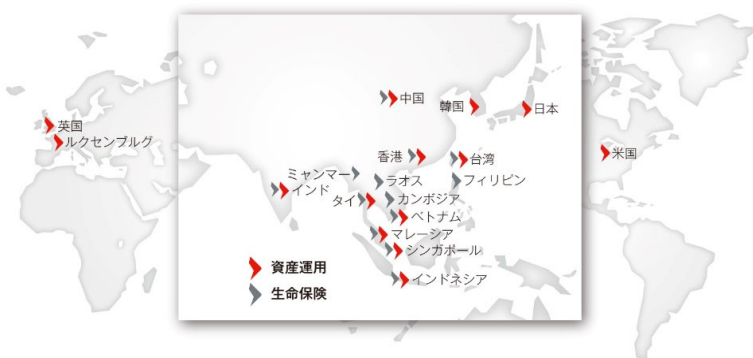 中国
韓国
日本
英国
ルクセンブルグ
香港
台湾
米国
ミャンマー
ラオス
フィリピン
インド
タイ
カンボジア
ベトナム
マレーシア
シンガポール
資産運用
インドネシア
生命保険